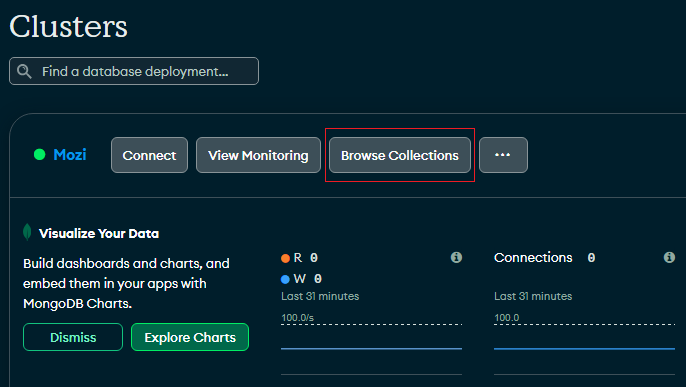 Clusters
Find a database deployment...
Mozi
Connect
View Monitoring
Browse Collections
...
Visualize Your Data
Build dashboards and charts, and
embed them in your apps with
MongoDB Charts.
Dismiss
Explore Charts
R 0
W 0
Last 31 minutes
100.0/s
Connections 0
Last 31 minutes
100.0